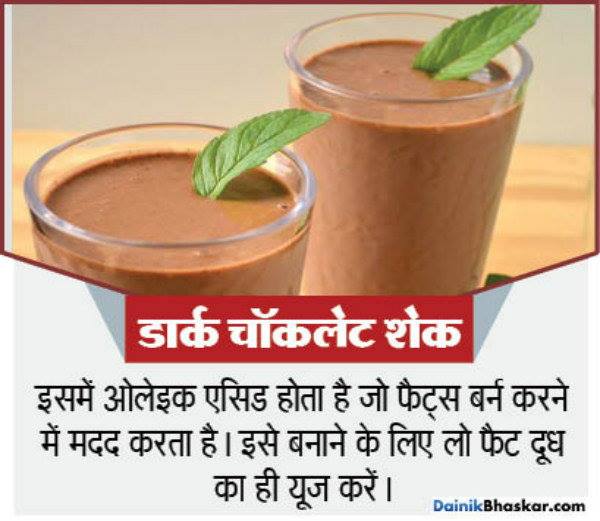 डार्क चॉकलेट शेक
इसमें ओलेइक एसिड होता है जो फैट्स बर्न करने
में मदद करता है। इसे बनाने के लिए लो फैट दूध
का ही यूज करें।
DainikBhaskar.com